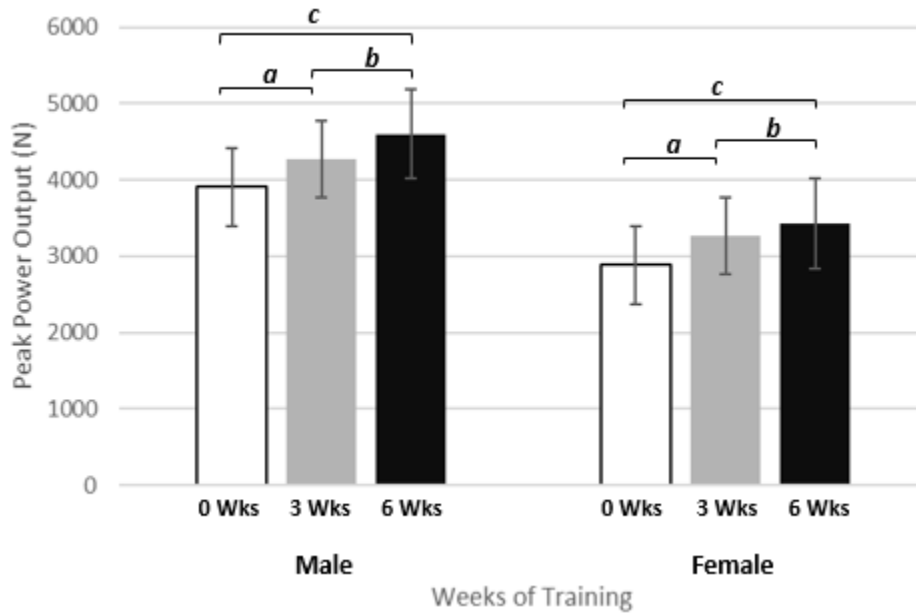 6000
5000
4000
3000
2000
1000
0
Peak Power Output (N)
c
a
b
c
a
b
0 Wks 3 Wks 6 Wks 0 Wks 3 Wks 6 Wks
Male Female
Weeks of Training